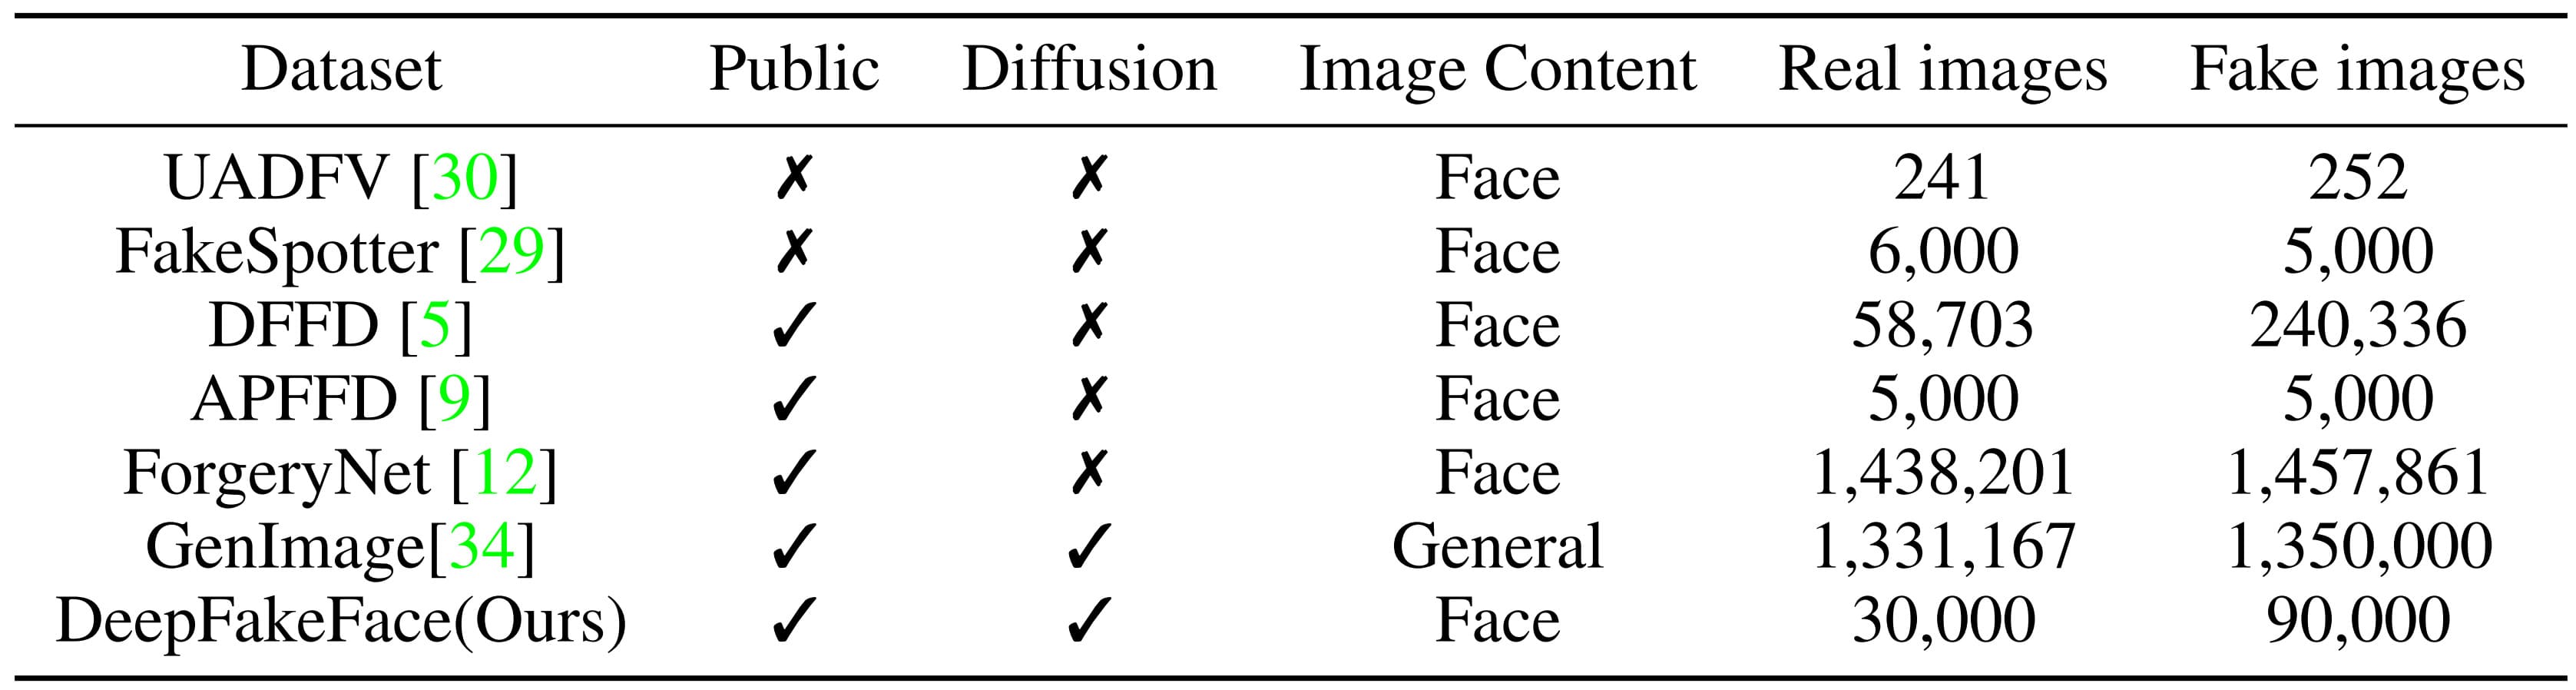 Dataset Public Diffusion Image Content Real images Fake images
UADFV [30] ✗ ✗ Face 241 252
FakeSpotter [29] ✗ ✗ Face 6,000 5,000
DFFD [5] ✓ ✗ Face 58,703 240,336
APFFD [9] ✓ ✗ Face 5,000 5,000
ForgeryNet [12] ✓ ✗ Face 1,438,201 1,457,861
GenImage[34] ✓ ✓ General 1,331,167 1,350,000
DeepFakeFace(Ours) ✓ ✓ Face 30,000 90,000